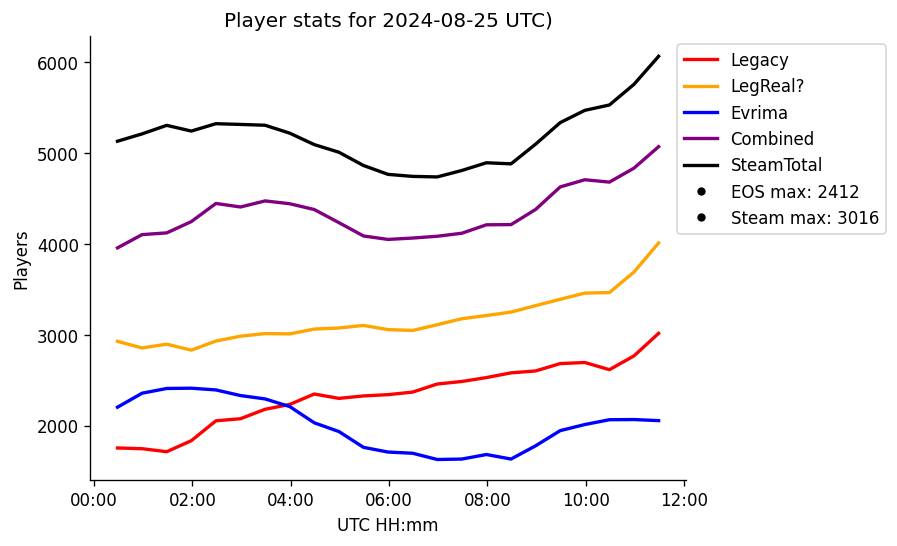 Player stats for 2024-08-25 UTC)
6000
5000
4000
3000
2000
Players
00:00 02:00 04:00 06:00 08:00 10:00 12:00
UTC HH:mm
Legacy
LegReal?
Evrima
Combined
SteamTotal
EOS max: 2412
Steam max: 3016